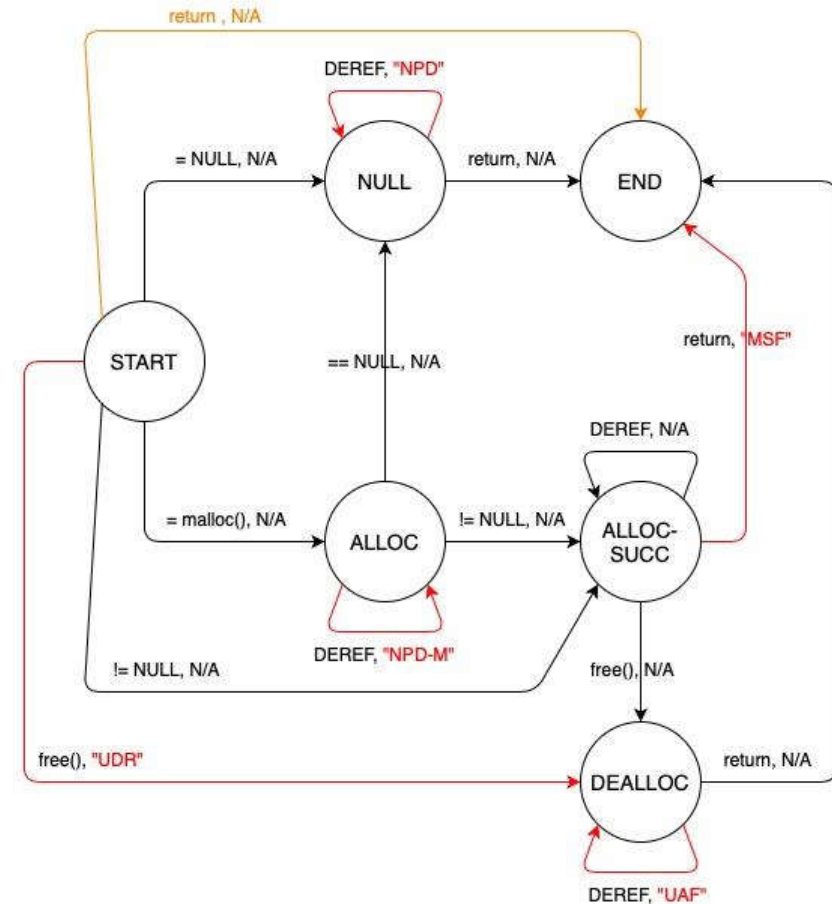 return , N/A
DEREF, "NPD"
= NULL, N/A
NULL
return, N/A
END
START
== NULL, N/A
return, "MSF"
DEREF, N/A
= malloc(), N/A
ALLOC
!= NULL, N/A
ALLOC-
SUCC
DEREF, "NPD-M"
!= NULL, N/A
free(), N/A
free(), "UDR"
DEALLOC
return, N/A
DEREF, "UAF"